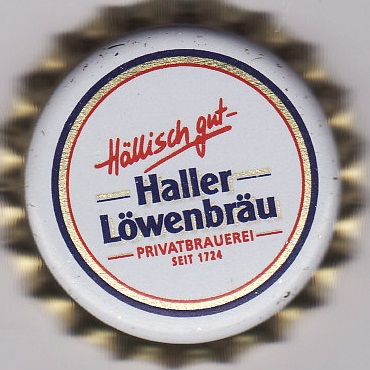 Hällisch gut
Haller
Löwenbräu
PRIVATBRAUEREI
SEIT 1724